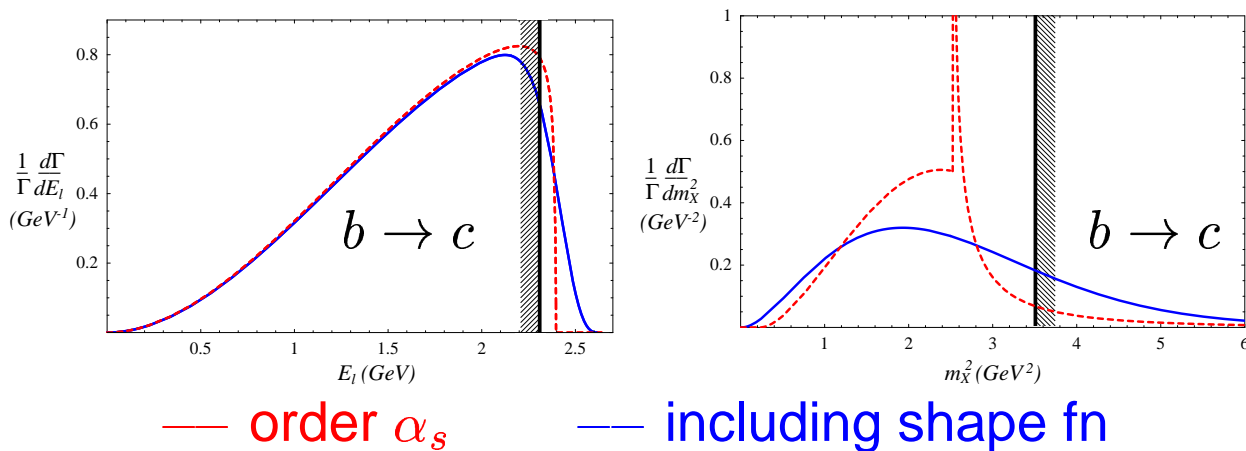 0.8
0.6
0.4
0.2
1/Γ dΓ/dE_l
(GeV^-1)
b → c
0.5 1 1.5 2 2.5
E_l (GeV)
1
0.8
0.6
0.4
0.2
1/Γ dΓ/dm_X^2
(GeV^-2)
b → c
1 2 3 4 5 6
m_X^2 (GeV^2)
order α_s including shape fn